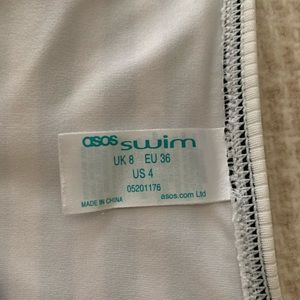 asos swim
UK 8 EU 36
US 4
05201176
MADE IN CHINA asos.com Ltd